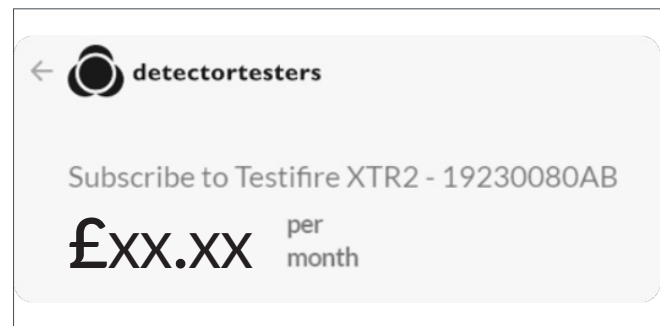 detectortesters
Subscribe to Testifire XTR2 - 19230080AB
£xx.xx
per
month